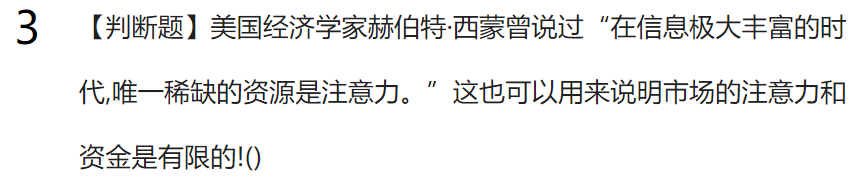 3 【判断题】美国经济学家赫伯特·西蒙曾说过“在信息极大丰富的时
代,唯一稀缺的资源是注意力。”这也可以用来说明市场的注意力和
资金是有限的!()